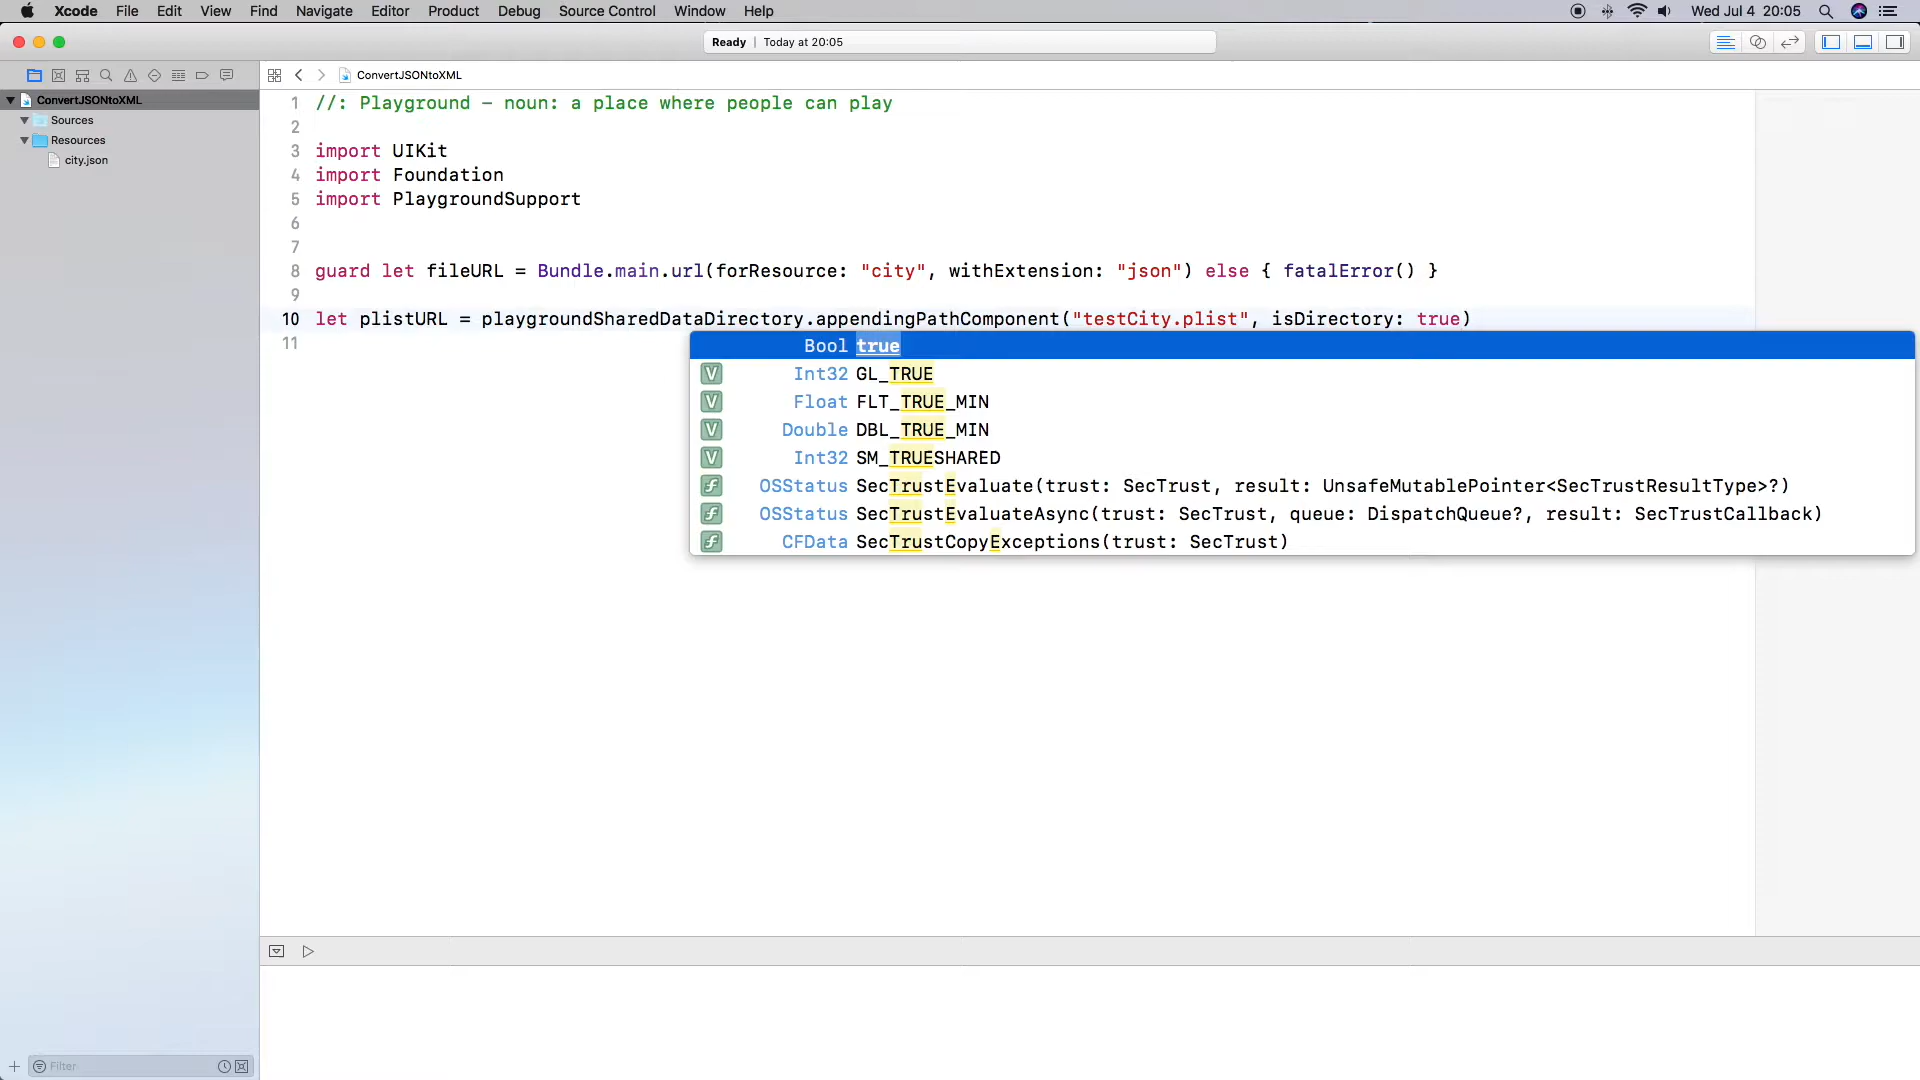 Xcode File Edit View Find Navigate Editor Product Debug Source Control Window Help Wed Jul 4 20:05
Ready | Today at 20:05
ConvertJSONtoXML
ConvertJSONtoXML
Sources
Resources
city.json
1 //: Playground - noun: a place where people can play
2
3 import UIKit
4 import Foundation
5 import PlaygroundSupport
6
7
8 guard let fileURL = Bundle.main.url(forResource: "city", withExtension: "json") else { fatalError() }
9
10 let plistURL = playgroundSharedDataDirectory.appendingPathComponent("testCity.plist", isDirectory: true)
11
Bool true
V Int32 GL_TRUE
V Float FLT_TRUE_MIN
V Double DBL_TRUE_MIN
V Int32 SM_TRUESHARED
f OSStatus SecTrustEvaluate(trust: SecTrust, result: UnsafeMutablePointer<SecTrustResultType>?)
f OSStatus SecTrustEvaluateAsync(trust: SecTrust, queue: DispatchQueue?, result: SecTrustCallback)
f CFData SecTrustCopyExceptions(trust: SecTrust)
Filter